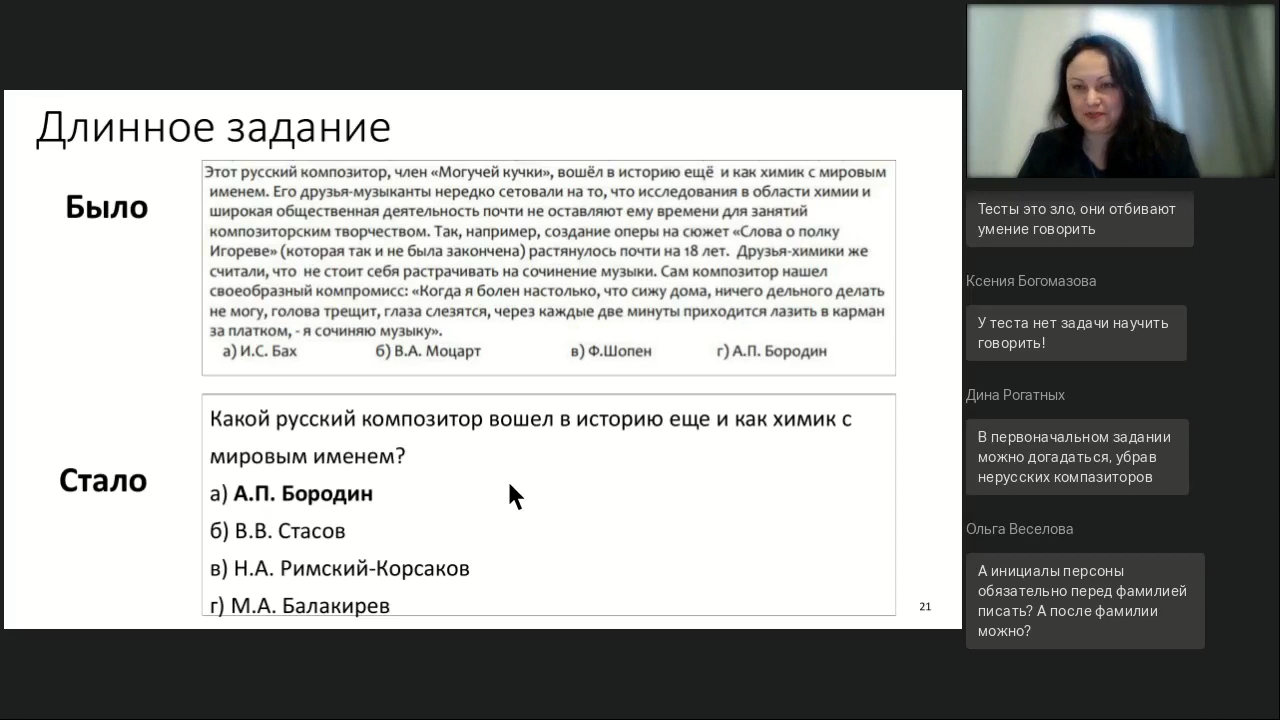 Длинное задание
Было
Этот русский композитор, член «Могучей кучки», вошёл в историю ещё и как химик с мировым
именем. Его друзья-музыканты нередко сетовали на то, что исследования в области химии и
широкая общественная деятельность почти не оставляют ему времени для занятий
композиторским творчеством. Так, например, создание оперы на сюжет «Слова о полку
Игореве» (которая так и не была закончена) растянулось почти на 18 лет. Друзья-химики же
считали, что не стоит себя растрачивать на сочинение музыки. Сам композитор нашел
своеобразный компромисс: «Когда я болен настолько, что сижу дома, ничего дельного делать
не могу, голова трещит, глаза слезятся, через каждые две минуты приходится лазить в карман
за платком, - я сочиняю музыку».
а) И.С. Бах б) В.А. Моцарт в) Ф.Шопен г) А.П. Бородин
Стало
Какой русский композитор вошел в историю еще и как химик с
мировым именем?
а) А.П. Бородин
б) В.В. Стасов
в) Н.А. Римский-Корсаков
г) М.А. Балакирев
21
Тесты это зло, они отбивают
умение говорить
Ксения Богомазова
У теста нет задачи научить
говорить!
Дина Рогатных
В первоначальном задании
можно догадаться, убрав
нерусских компазиторов
Ольга Веселова
А инициалы персоны
обязательно перед фамилией
писать? А после фамилии
можно?